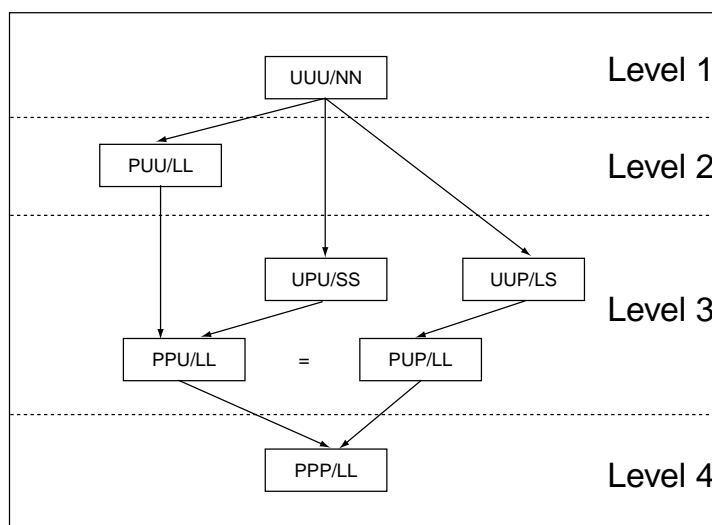 UUU/NN
Level 1
PUU/LL
Level 2
UPU/SS
UUP/LS
Level 3
PPU/LL
=
PUP/LL
PPP/LL
Level 4